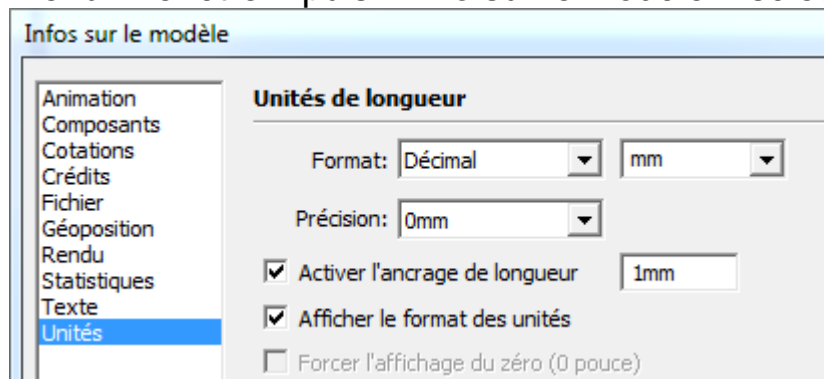 Infos sur le modèle
Animation
Composants
Cotations
Crédits
Fichier
Géoposition
Rendu
Statistiques
Texte
Unités
Unités de longueur
Format: Décimal mm
Précision: 0mm
Activer l'ancrage de longueur 1mm
Afficher le format des unités
Forcer l'affichage du zéro (0 pouce)